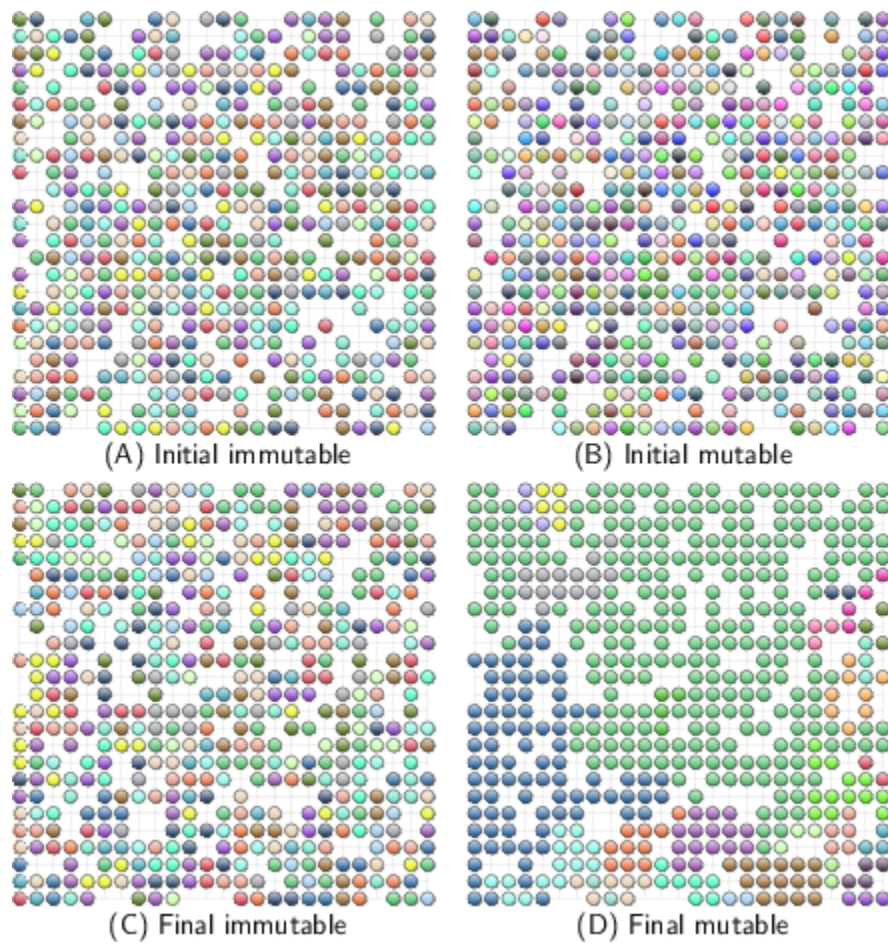 (A) Initial immutable
(B) Initial mutable
(C) Final immutable
(D) Final mutable